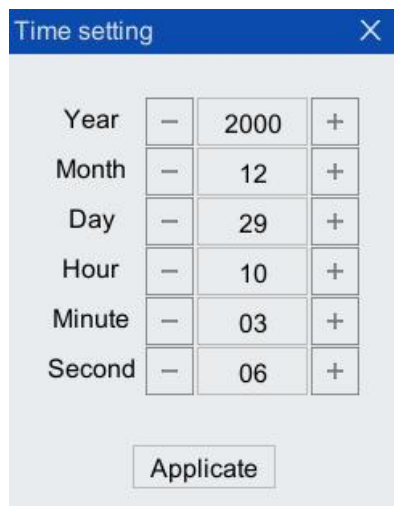 Time setting ×
Year − 2000 +
Month − 12 +
Day − 29 +
Hour − 10 +
Minute − 03 +
Second − 06 +
Applicate